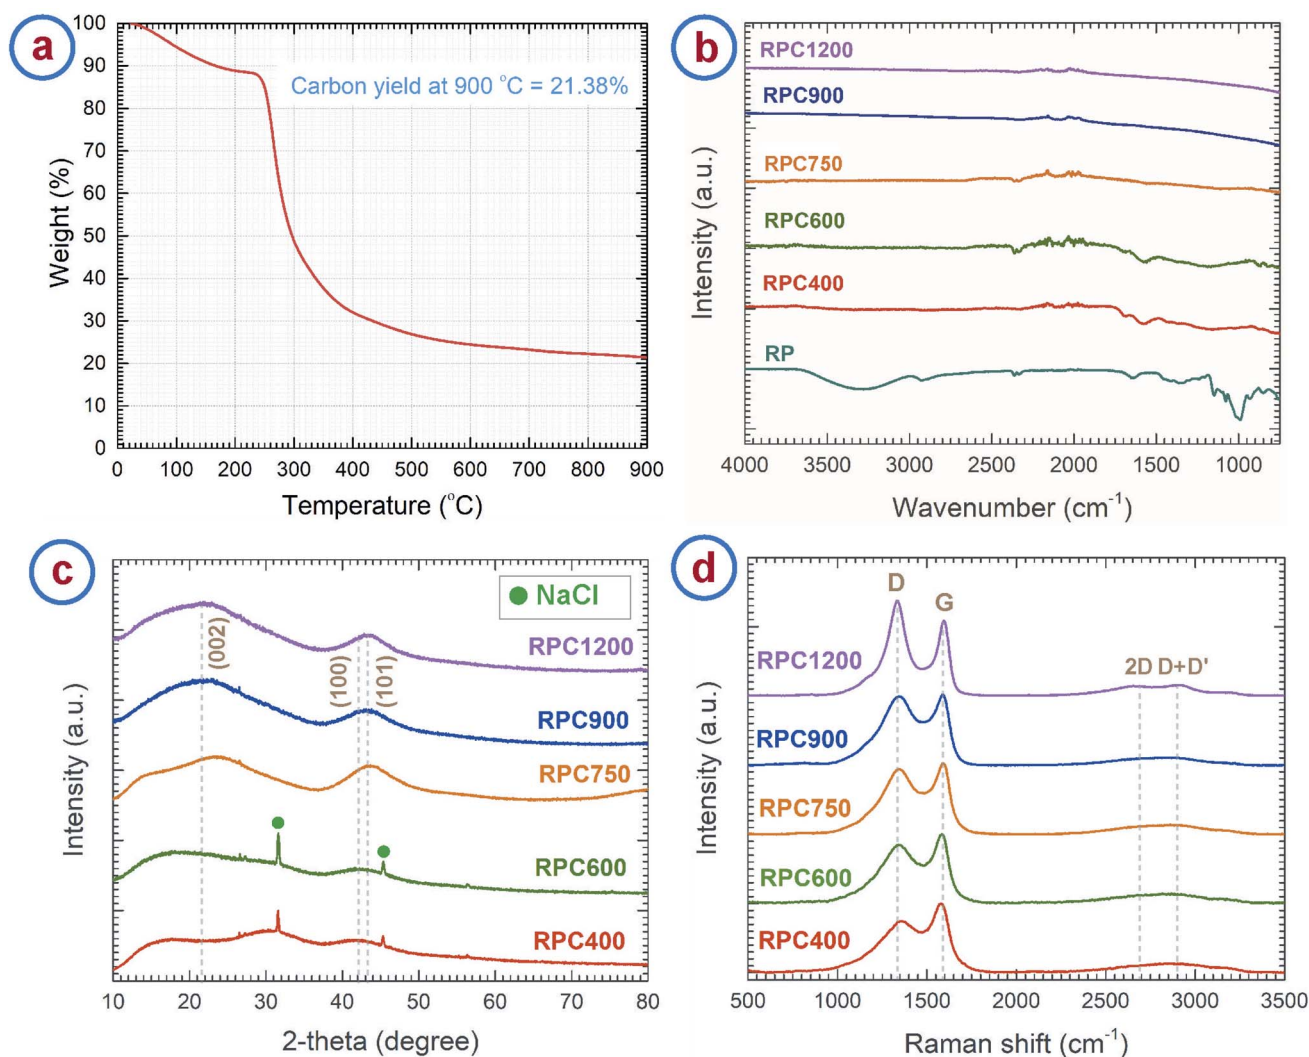 a
Carbon yield at 900 °C = 21.38%
Weight (%)
100
90
80
70
60
50
40
30
20
10
0
0 100 200 300 400 500 600 700 800 900
Temperature (°C)
b
RPC1200
RPC900
RPC750
RPC600
RPC400
RP
Intensity (a.u.)
4000 3500 3000 2500 2000 1500 1000
Wavenumber (cm⁻¹)
c
NaCl
(002)
(100)
(101)
RPC1200
RPC900
RPC750
RPC600
RPC400
Intensity (a.u.)
10 20 30 40 50 60 70 80
2-theta (degree)
d
D
G
2D D+D'
RPC1200
RPC900
RPC750
RPC600
RPC400
Intensity (a.u.)
500 1000 1500 2000 2500 3000 3500
Raman shift (cm⁻¹)